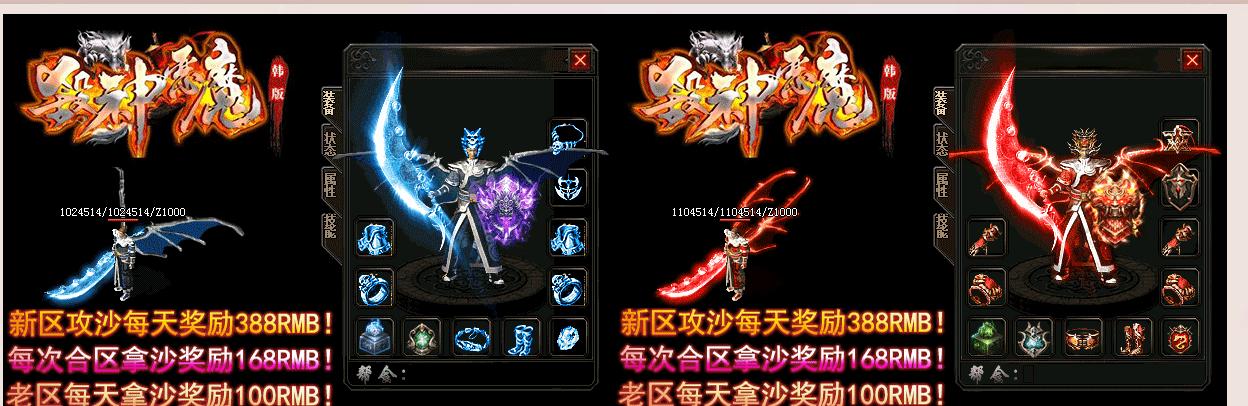 毁神恶魔
韩版
装备
状态
属性
技能
1024514/1024514/Z1000
新区攻沙每天奖励388RMB!
每次合区拿沙奖励168RMB!
老区每天拿沙奖励100RMB!
毁神恶魔
韩版
装备
状态
属性
技能
1104514/1104514/Z1000
新区攻沙每天奖励388RMB!
每次合区拿沙奖励168RMB!
老区每天拿沙奖励100RMB!